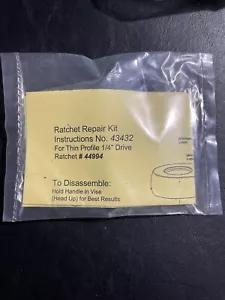 Ratchet Repair Kit
Instructions No. 43432
For Thin Profile 1/4" Drive
Ratchet # 44994
To Disassemble:
Hold Handle in Vise
(Head Up) for Best Results